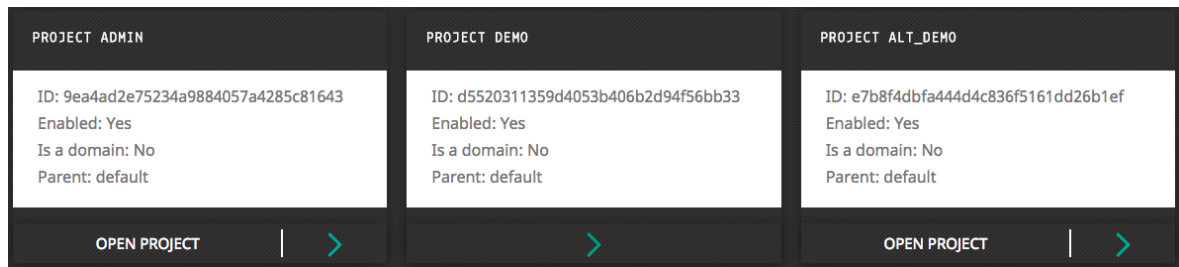 PROJECT ADMIN
ID: 9ea4ad2e75234a9884057a4285c81643
Enabled: Yes
Is a domain: No
Parent: default
OPEN PROJECT
PROJECT DEMO
ID: d5520311359d4053b406b2d94f56bb33
Enabled: Yes
Is a domain: No
Parent: default
PROJECT ALT_DEMO
ID: e7b8f4dbfa444d4c836f5161dd26b1ef
Enabled: Yes
Is a domain: No
Parent: default
OPEN PROJECT